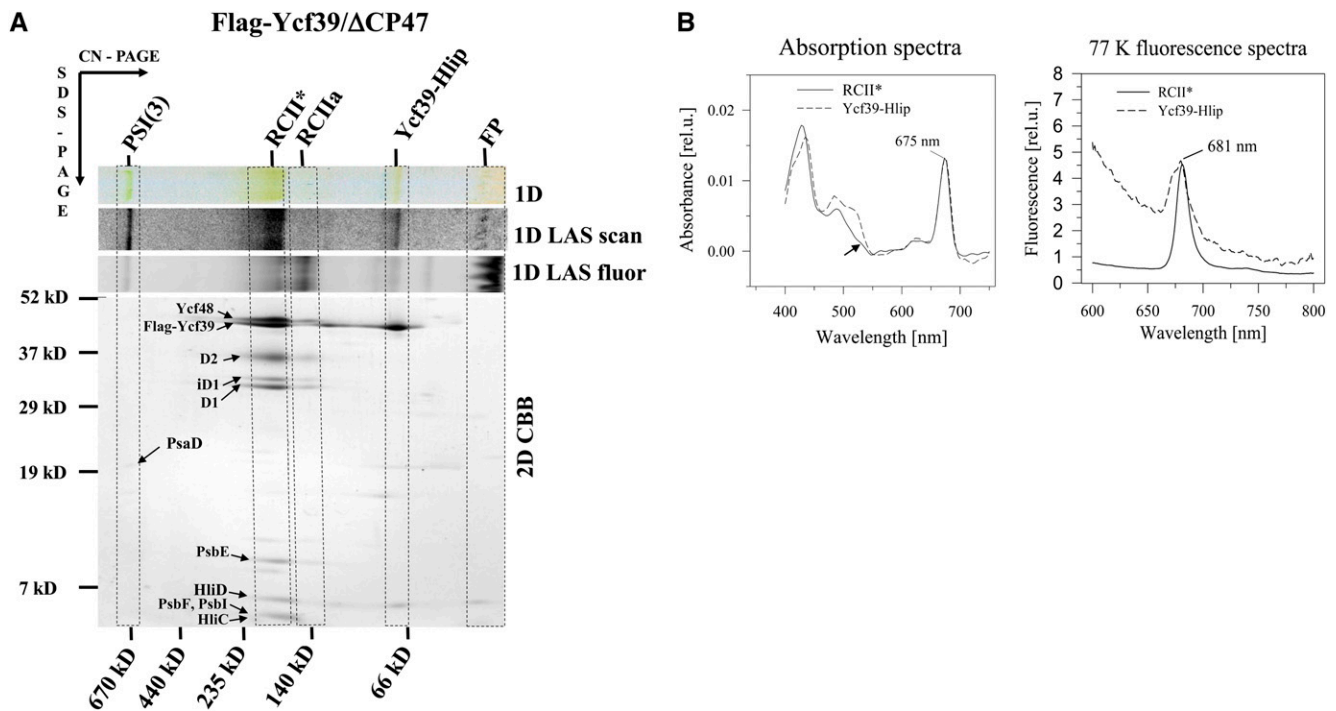 A
Flag-Ycf39/ΔCP47
CN - PAGE
SDS-PAGE
PSI(3)
RCII*
RCIIa
Ycf39-Hlip
FP
1D
1D LAS scan
1D LAS fluor
2D CBB
52 kD
37 kD
29 kD
19 kD
7 kD
Ycf48
Flag-Ycf39
D2
iD1
D1
PsaD
PsbE
HliD
PsbF, PsbI
HliC
670 kD
440 kD
235 kD
140 kD
66 kD
B
Absorption spectra
RCII*
Ycf39-Hlip
675 nm
Absorbance [rel.u.]
0.02
0.01
0.00
400 500 600 700
Wavelength [nm]
77 K fluorescence spectra
RCII*
Ycf39-Hlip
681 nm
Fluorescence [rel.u.]
8
7
6
5
4
3
2
1
0
600 650 700 750 800
Wavelength [nm]